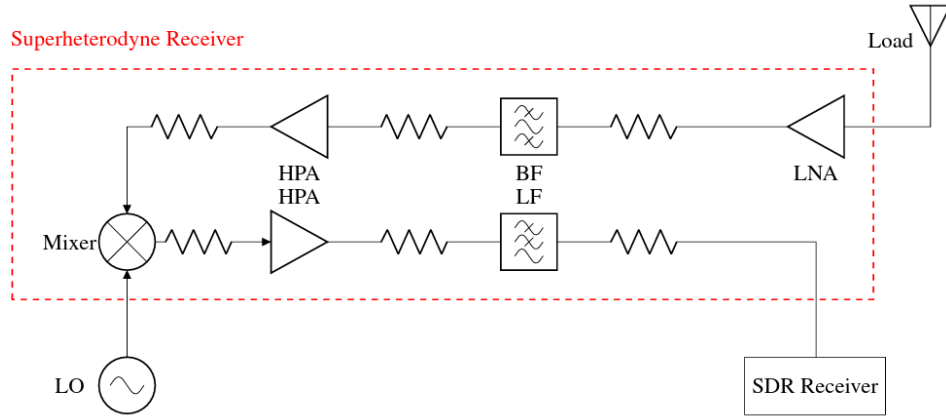 Superheterodyne Receiver
Load
HPA
BF
LNA
HPA
LF
Mixer
LO
SDR Receiver